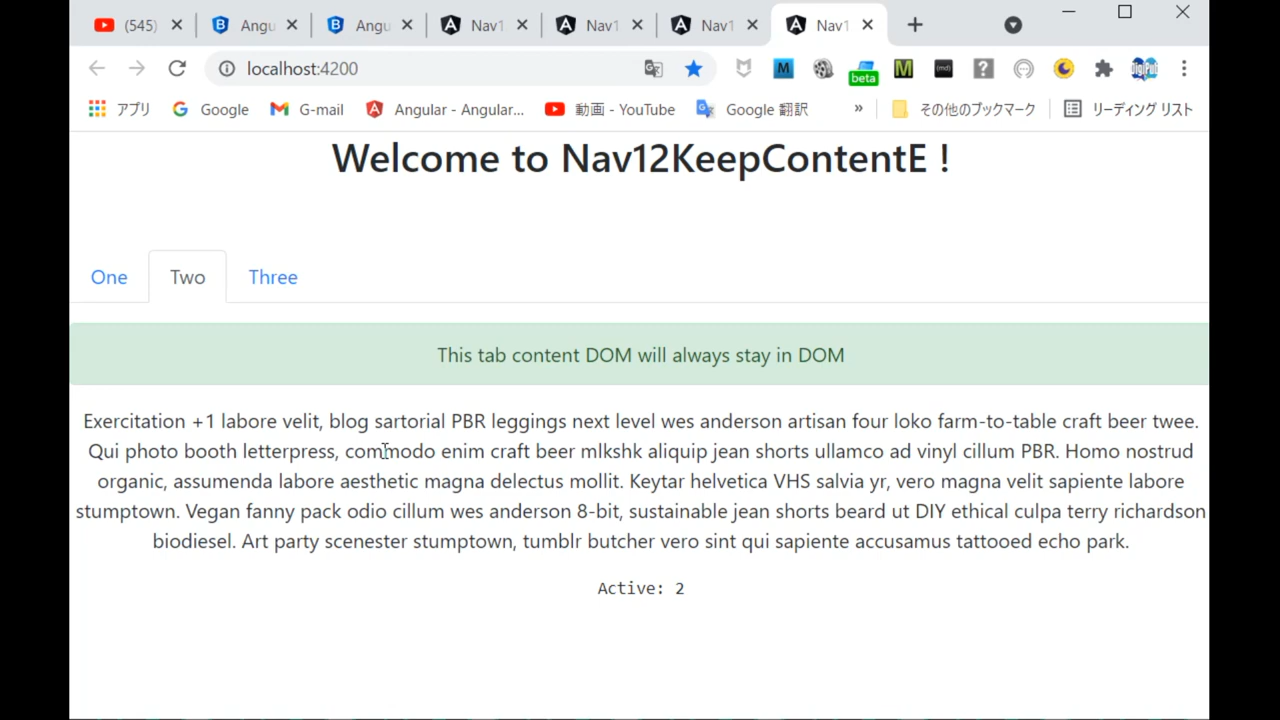 (545)
Angu
Angu
Nav1
Nav1
Nav1
Nav1
localhost:4200
M
beta
M
(md)
?
DigiPub
アプリ
Google
G-mail
Angular - Angular...
動画 - YouTube
Google 翻訳
»
その他のブックマーク
リーディング リスト
Welcome to Nav12KeepContentE !
One
Two
Three
This tab content DOM will always stay in DOM
Exercitation +1 labore velit, blog sartorial PBR leggings next level wes anderson artisan four loko farm-to-table craft beer twee.
Qui photo booth letterpress, commodo enim craft beer mlkshk aliquip jean shorts ullamco ad vinyl cillum PBR. Homo nostrud
organic, assumenda labore aesthetic magna delectus mollit. Keytar helvetica VHS salvia yr, vero magna velit sapiente labore
stumptown. Vegan fanny pack odio cillum wes anderson 8-bit, sustainable jean shorts beard ut DIY ethical culpa terry richardson
biodiesel. Art party scenester stumptown, tumblr butcher vero sint qui sapiente accusamus tattooed echo park.
Active: 2